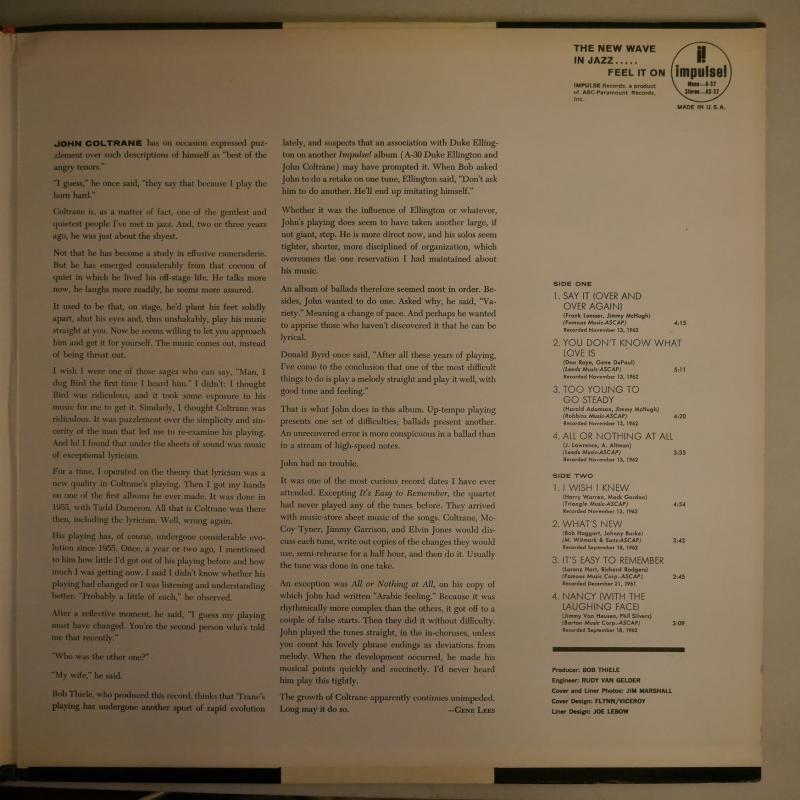 THE NEW WAVE
IN JAZZ.....
FEEL IT ON
IMPULSE Records, a product
of ABC-Paramount Records,
Inc.
impulse!
Mono—A-32
Stereo—AS-32
MADE IN U.S.A.
JOHN COLTRANE has on occasion expressed puz-
zlement over such descriptions of himself as "best of the
angry tenors."
"I guess," he once said, "they say that because I play the
horn hard."
Coltrane is, as a matter of fact, one of the gentlest and
quietest people I've met in jazz. And, two or three years
ago, he was just about the shyest.
Not that he has become a study in effusive cameraderie.
But he has emerged considerably from that cocoon of
quiet in which he lived his off-stage life. He talks more
now, he laughs more readily, he seems more assured.
It used to be that, on stage, he'd plant his feet solidly
apart, shut his eyes and, thus unshakably, play his music
straight at you. Now he seems willing to let you approach
him and get it for yourself. The music comes out, instead
of being thrust out.
I wish I were one of those sages who can say, "Man, I
dug Bird the first time I heard him." I didn't: I thought
Bird was ridiculous, and it took some exposure to his
music for me to get it. Similarly, I thought Coltrane was
ridiculous. It was puzzlement over the simplicity and sin-
cerity of the man that led me to re-examine his playing.
And lo! I found that under the sheets of sound was music
of exceptional lyricism.
For a time, I operated on the theory that lyricism was a
new quality in Coltrane's playing. Then I got my hands
on one of the first albums he ever made. It was done in
1955, with Tadd Dameron. All that is Coltrane was there
then, including the lyricism. Well, wrong again.
His playing has, of course, undergone considerable evo-
lution since 1955. Once, a year or two ago, I mentioned
to him how little I'd got out of his playing before and how
much I was getting now. I said I didn't know whether his
playing had changed or I was listening and understanding
better. "Probably a little of each," he observed.
After a reflective moment, he said, "I guess my playing
must have changed. You're the second person who's told
me that recently."
"Who was the other one?"
"My wife," he said.
Bob Thiele, who produced this record, thinks that 'Trane's
playing has undergone another spurt of rapid evolution
lately, and suspects that an association with Duke Elling-
ton on another Impulse! album (A-30 Duke Ellington and
John Coltrane) may have prompted it. When Bob asked
John to do a retake on one tune, Ellington said, "Don't ask
him to do another. He'll end up imitating himself."
Whether it was the influence of Ellington or whatever,
John's playing does seem to have taken another large, if
not giant, step. He is more direct now, and his solos seem
tighter, shorter, more disciplined of organization, which
overcomes the one reservation I had maintained about
his music.
An album of ballads therefore seemed most in order. Be-
sides, John wanted to do one. Asked why, he said, "Va-
riety." Meaning a change of pace. And perhaps he wanted
to apprise those who haven't discovered it that he can be
lyrical.
Donald Byrd once said, "After all these years of playing,
I've come to the conclusion that one of the most difficult
things to do is play a melody straight and play it well, with
good tone and feeling."
That is what John does in this album. Up-tempo playing
presents one set of difficulties; ballads present another.
An unrecovered error is more conspicuous in a ballad than
in a stream of high-speed notes.
John had no trouble.
It was one of the most curious record dates I have ever
attended. Excepting It's Easy to Remember, the quartet
had never played any of the tunes before. They arrived
with music-store sheet music of the songs. Coltrane, Mc-
Coy Tyner, Jimmy Garrison, and Elvin Jones would dis-
cuss each tune, write out copies of the changes they would
use, semi-rehearse for a half hour, and then do it. Usually
the tune was done in one take.
An exception was All or Nothing at All, on his copy of
which John had written "Arabic feeling." Because it was
rhythmically more complex than the others, it got off to a
couple of false starts. Then they did it without difficulty.
John played the tunes straight, in the in-choruses, unless
you count his lovely phrase endings as deviations from
melody. When the development occurred, he made his
musical points quickly and succinctly. I'd never heard
him play this tightly.
The growth of Coltrane apparently continues unimpeded.
Long may it do so.
—GENE LEES
SIDE ONE
1. SAY IT (OVER AND
OVER AGAIN)
(Frank Loesser, Jimmy McHugh)
(Famous Music-ASCAP) 4:15
Recorded November 13, 1962
2. YOU DON'T KNOW WHAT
LOVE IS
(Don Raye, Gene DePaul)
(Leeds Music-ASCAP) 5:11
Recorded November 13, 1962
3. TOO YOUNG TO
GO STEADY
(Harold Adamson, Jimmy McHugh)
(Robbins Music-ASCAP) 4:20
Recorded November 13, 1962
4. ALL OR NOTHING AT ALL
(J. Lawrence, A. Altman)
(Leeds Music-ASCAP) 3:35
Recorded November 13, 1962
SIDE TWO
1. I WISH I KNEW
(Harry Warren, Mack Gordon)
(Triangle Music-ASCAP) 4:54
Recorded November 13, 1962
2. WHAT'S NEW
(Bob Haggart, Johnny Burke)
(M. Witmark & Sons-ASCAP) 3:43
Recorded September 18, 1962
3. IT'S EASY TO REMEMBER
(Lorenz Hart, Richard Rodgers)
(Famous Music Corp.-ASCAP) 2:45
Recorded December 21, 1961
4. NANCY (WITH THE
LAUGHING FACE)
(Jimmy Van Heusen, Phil Silvers)
(Barton Music Corp.-ASCAP) 3:09
Recorded September 18, 1962
Producer: BOB THIELE
Engineer: RUDY VAN GELDER
Cover and Liner Photos: JIM MARSHALL
Cover Design: FLYNN/VICEROY
Liner Design: JOE LEBOW